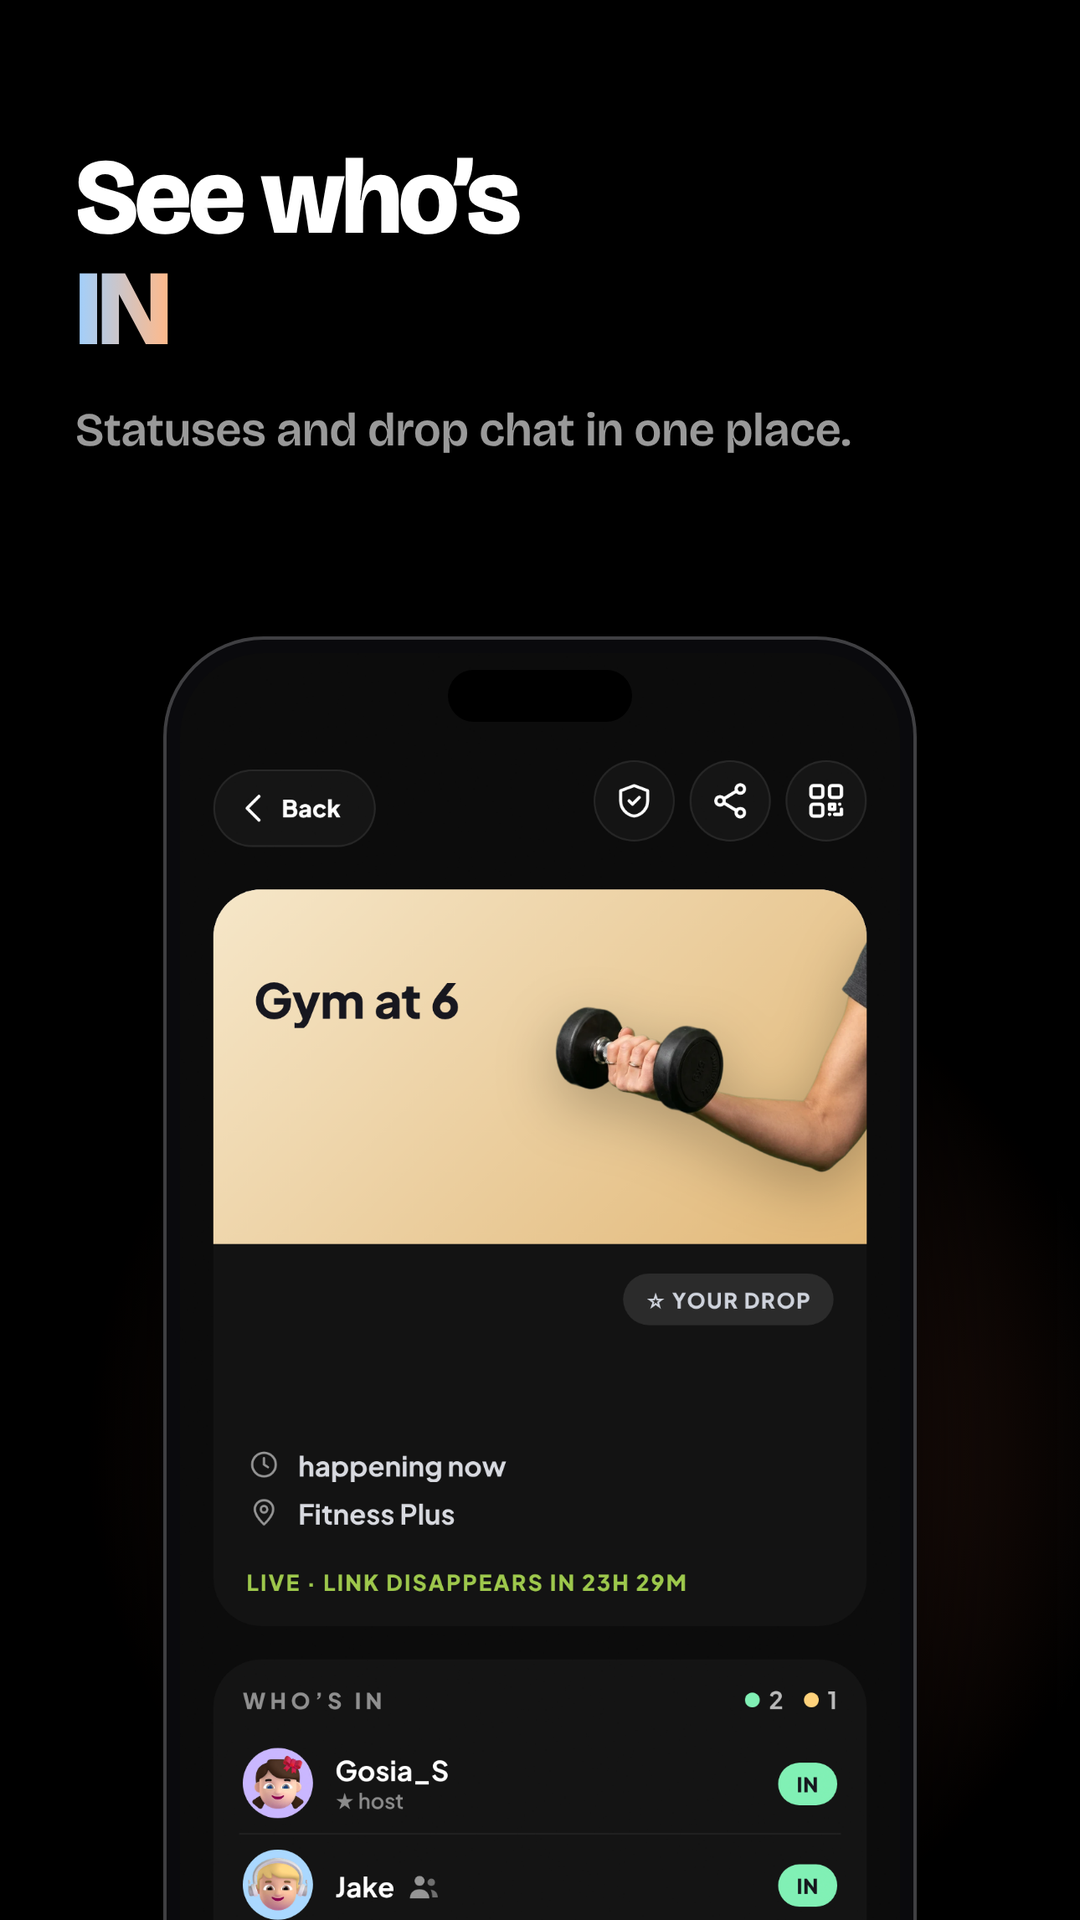 See who’s
IN
Statuses and drop chat in one place.
Back
Gym at 6
☆ YOUR DROP
happening now
Fitness Plus
LIVE · LINK DISAPPEARS IN 23H 29M
WHO’S IN 2 1
Gosia_S IN
★ host
Jake IN